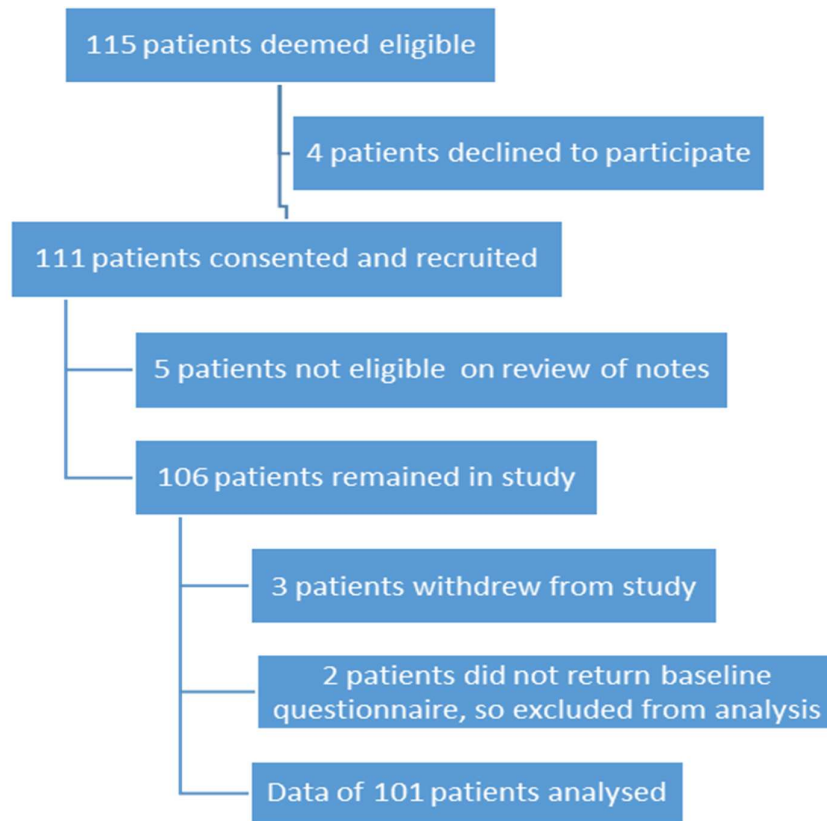 115 patients deemed eligible
4 patients declined to participate
111 patients consented and recruited
5 patients not eligible on review of notes
106 patients remained in study
3 patients withdrew from study
2 patients did not return baseline
questionnaire, so excluded from analysis
Data of 101 patients analysed